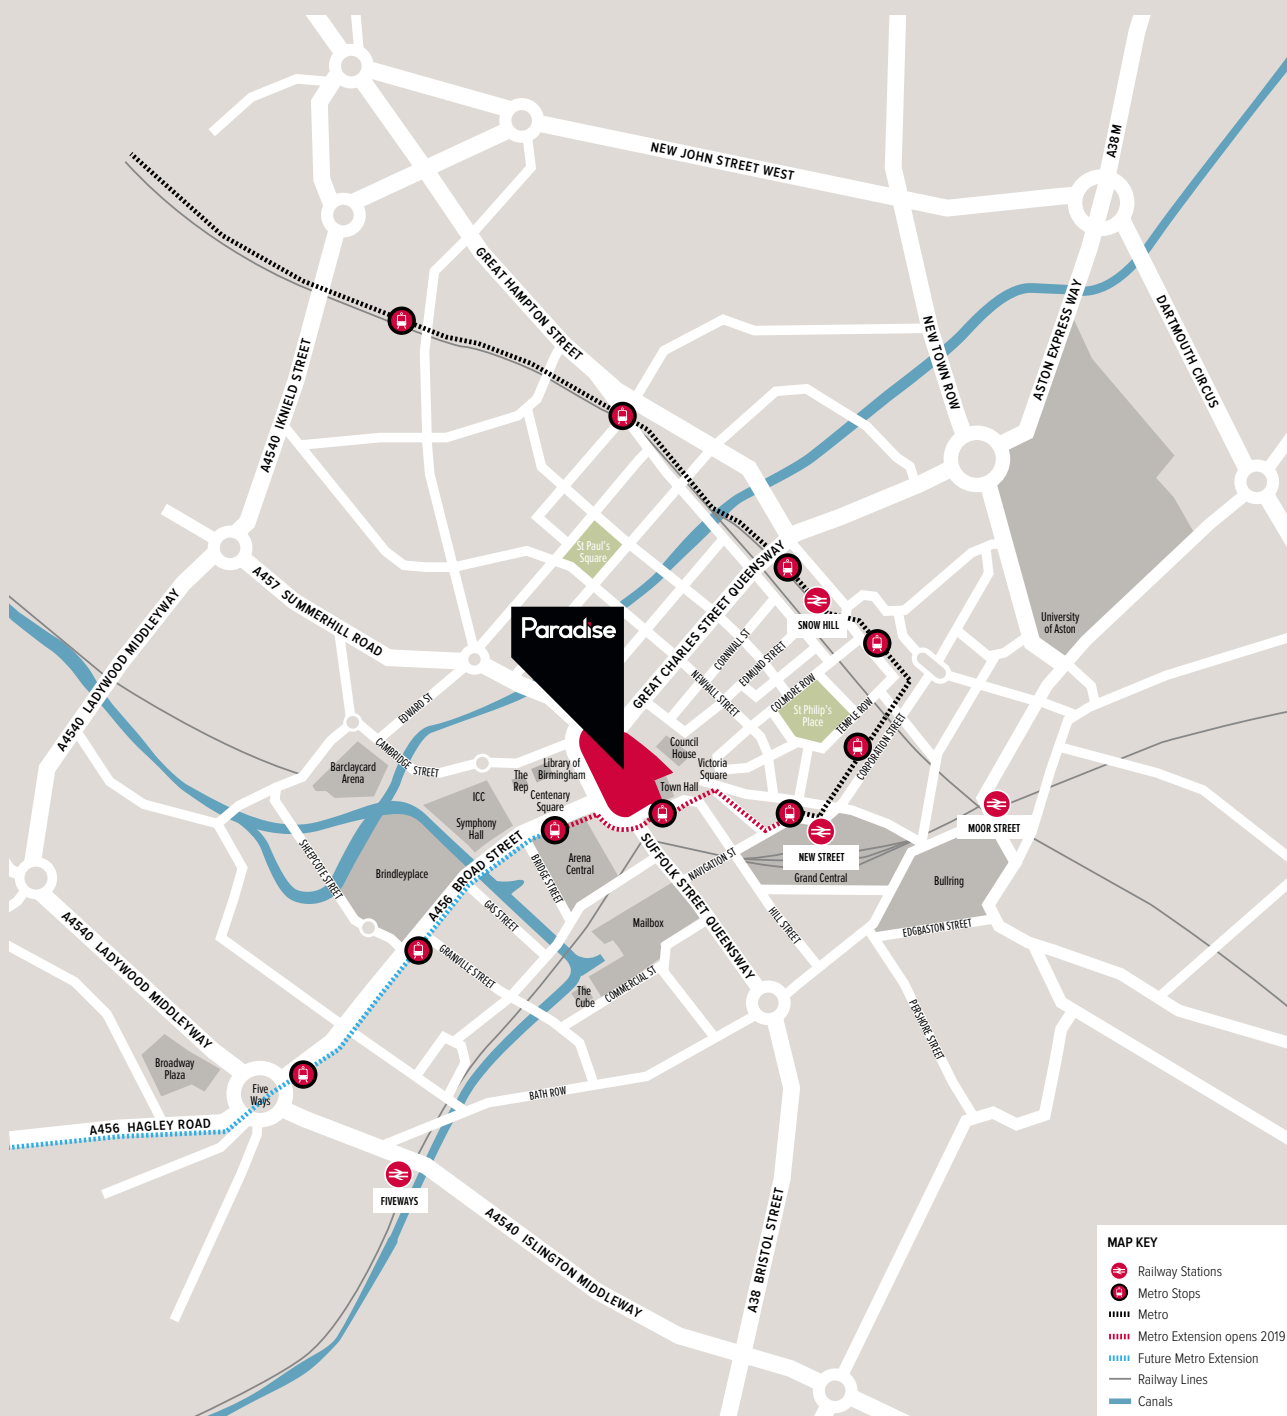 A38M
NEW JOHN STREET WEST
GREAT HAMPTON STREET
ASTON EXPRESS WAY
DARTMOUTH CIRCUS
NEW TOWN ROW
A4540 IKNIELD STREET
St Paul's
Square
GREAT CHARLES STREET QUEENSWAY
A457 SUMMERHILL ROAD
A4540 LADYWOOD MIDDLEYWAY
Paradise
SNOW HILL
University
of Aston
CORNWALL ST
EDMUND STREET
NEWHALL STREET
COLMORE ROW
St Philip's
Place
TEMPLE ROW
CORPORATION STREET
EDWARD ST
CAMBRIDGE STREET
Barclaycard
Arena
Council
House
Victoria
Square
Town Hall
Library of
Birmingham
The
Rep
Centenary
Square
ICC
Symphony
Hall
MOOR STREET
NEW STREET
Grand Central
Bullring
EDGBASTON STREET
SHEEPCOTE STREET
Brindleyplace
A456 BROAD STREET
BRIDGE STREET
Arena
Central
NAVIGATION ST
SUFFOLK STREET QUEENSWAY
HILL STREET
GAS STREET
Mailbox
GRANVILLE STREET
The
Cube
COMMERCIAL ST
A4540 LADYWOOD MIDDLEYWAY
PERSHORE STREET
Broadway
Plaza
Five
Ways
BATH ROW
A456 HAGLEY ROAD
FIVEWAYS
A4540 ISLINGTON MIDDLEWAY
A38 BRISTOL STREET
MAP KEY
Railway Stations
Metro Stops
Metro
Metro Extension opens 2019
Future Metro Extension
Railway Lines
Canals